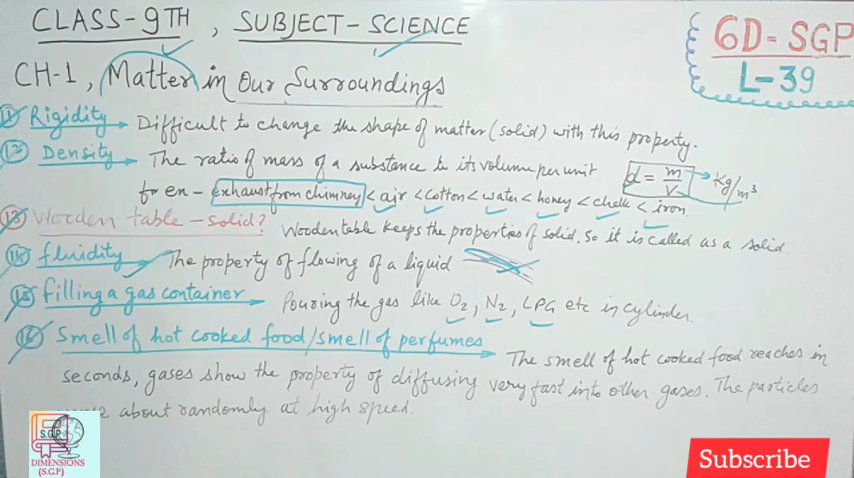 CLASS-9TH, SUBJECT-SCIENCE
6D-SGP
L-39
CH-1, Matter in Our Surroundings
11 Rigidity → Difficult to change the shape of matter (solid) with this property.
12 Density → The ratio of mass of a substance to its volume per unit
d = m/V → Kg/m³
for en - exhaust from chimney < air < cotton < water < honey < chalk < iron.
13 Wooden table - solid? Wooden table keeps the properties of solid, so it is called as a solid.
14 fluidity → The property of flowing of a liquid
15 filling a gas container → Pouring the gas like O₂, N₂, LPG etc in cylinder.
16 Smell of hot cooked food/smell of perfumes → The smell of hot cooked food reaches in
seconds, gases show the property of diffusing very fast into other gases. The particles
about randomly at high speed.
S.G.P
DIMENSIONS
(S.G.P)
Subscribe